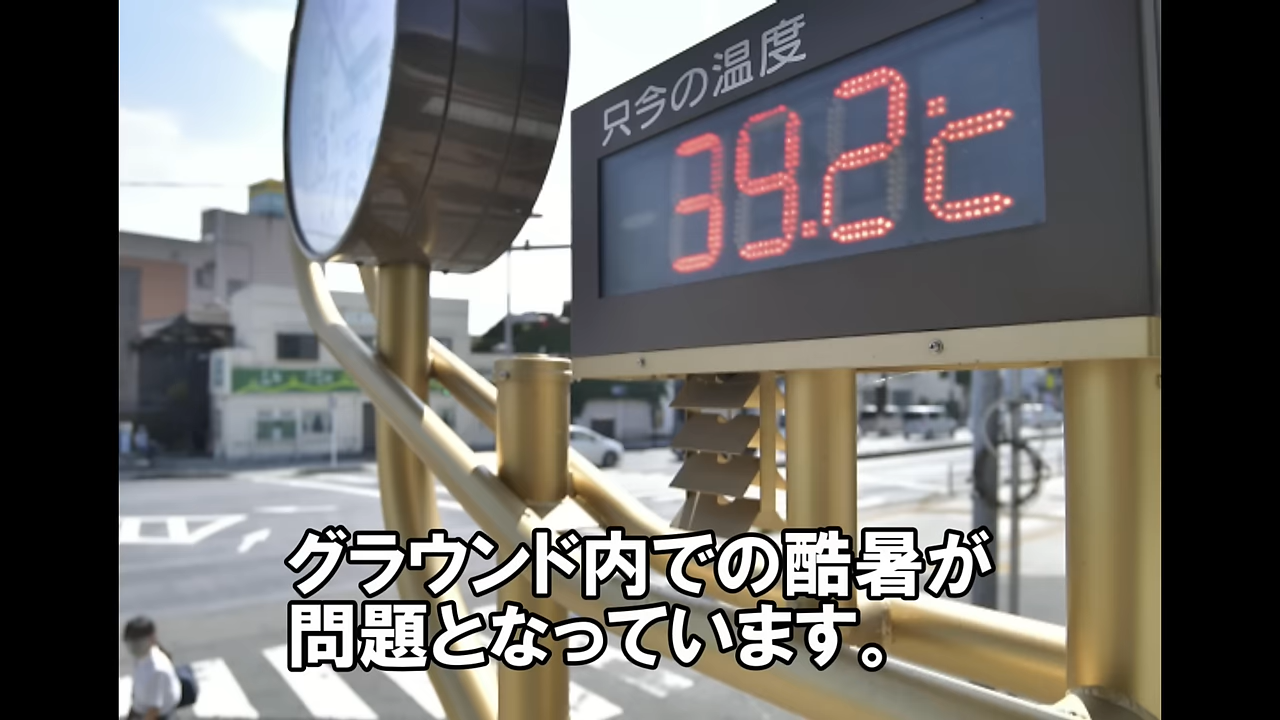 只今の温度
39.2℃
グラウンド内での酷暑が
問題となっています。